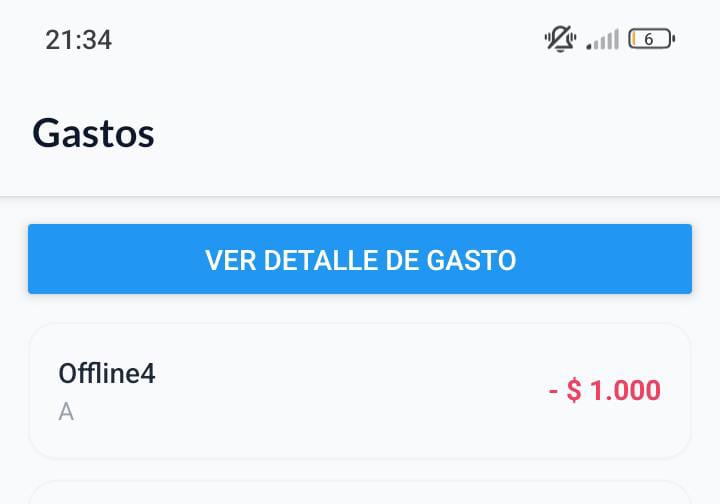 21:34
6
Gastos
VER DETALLE DE GASTO
Offline4
- $ 1.000
A